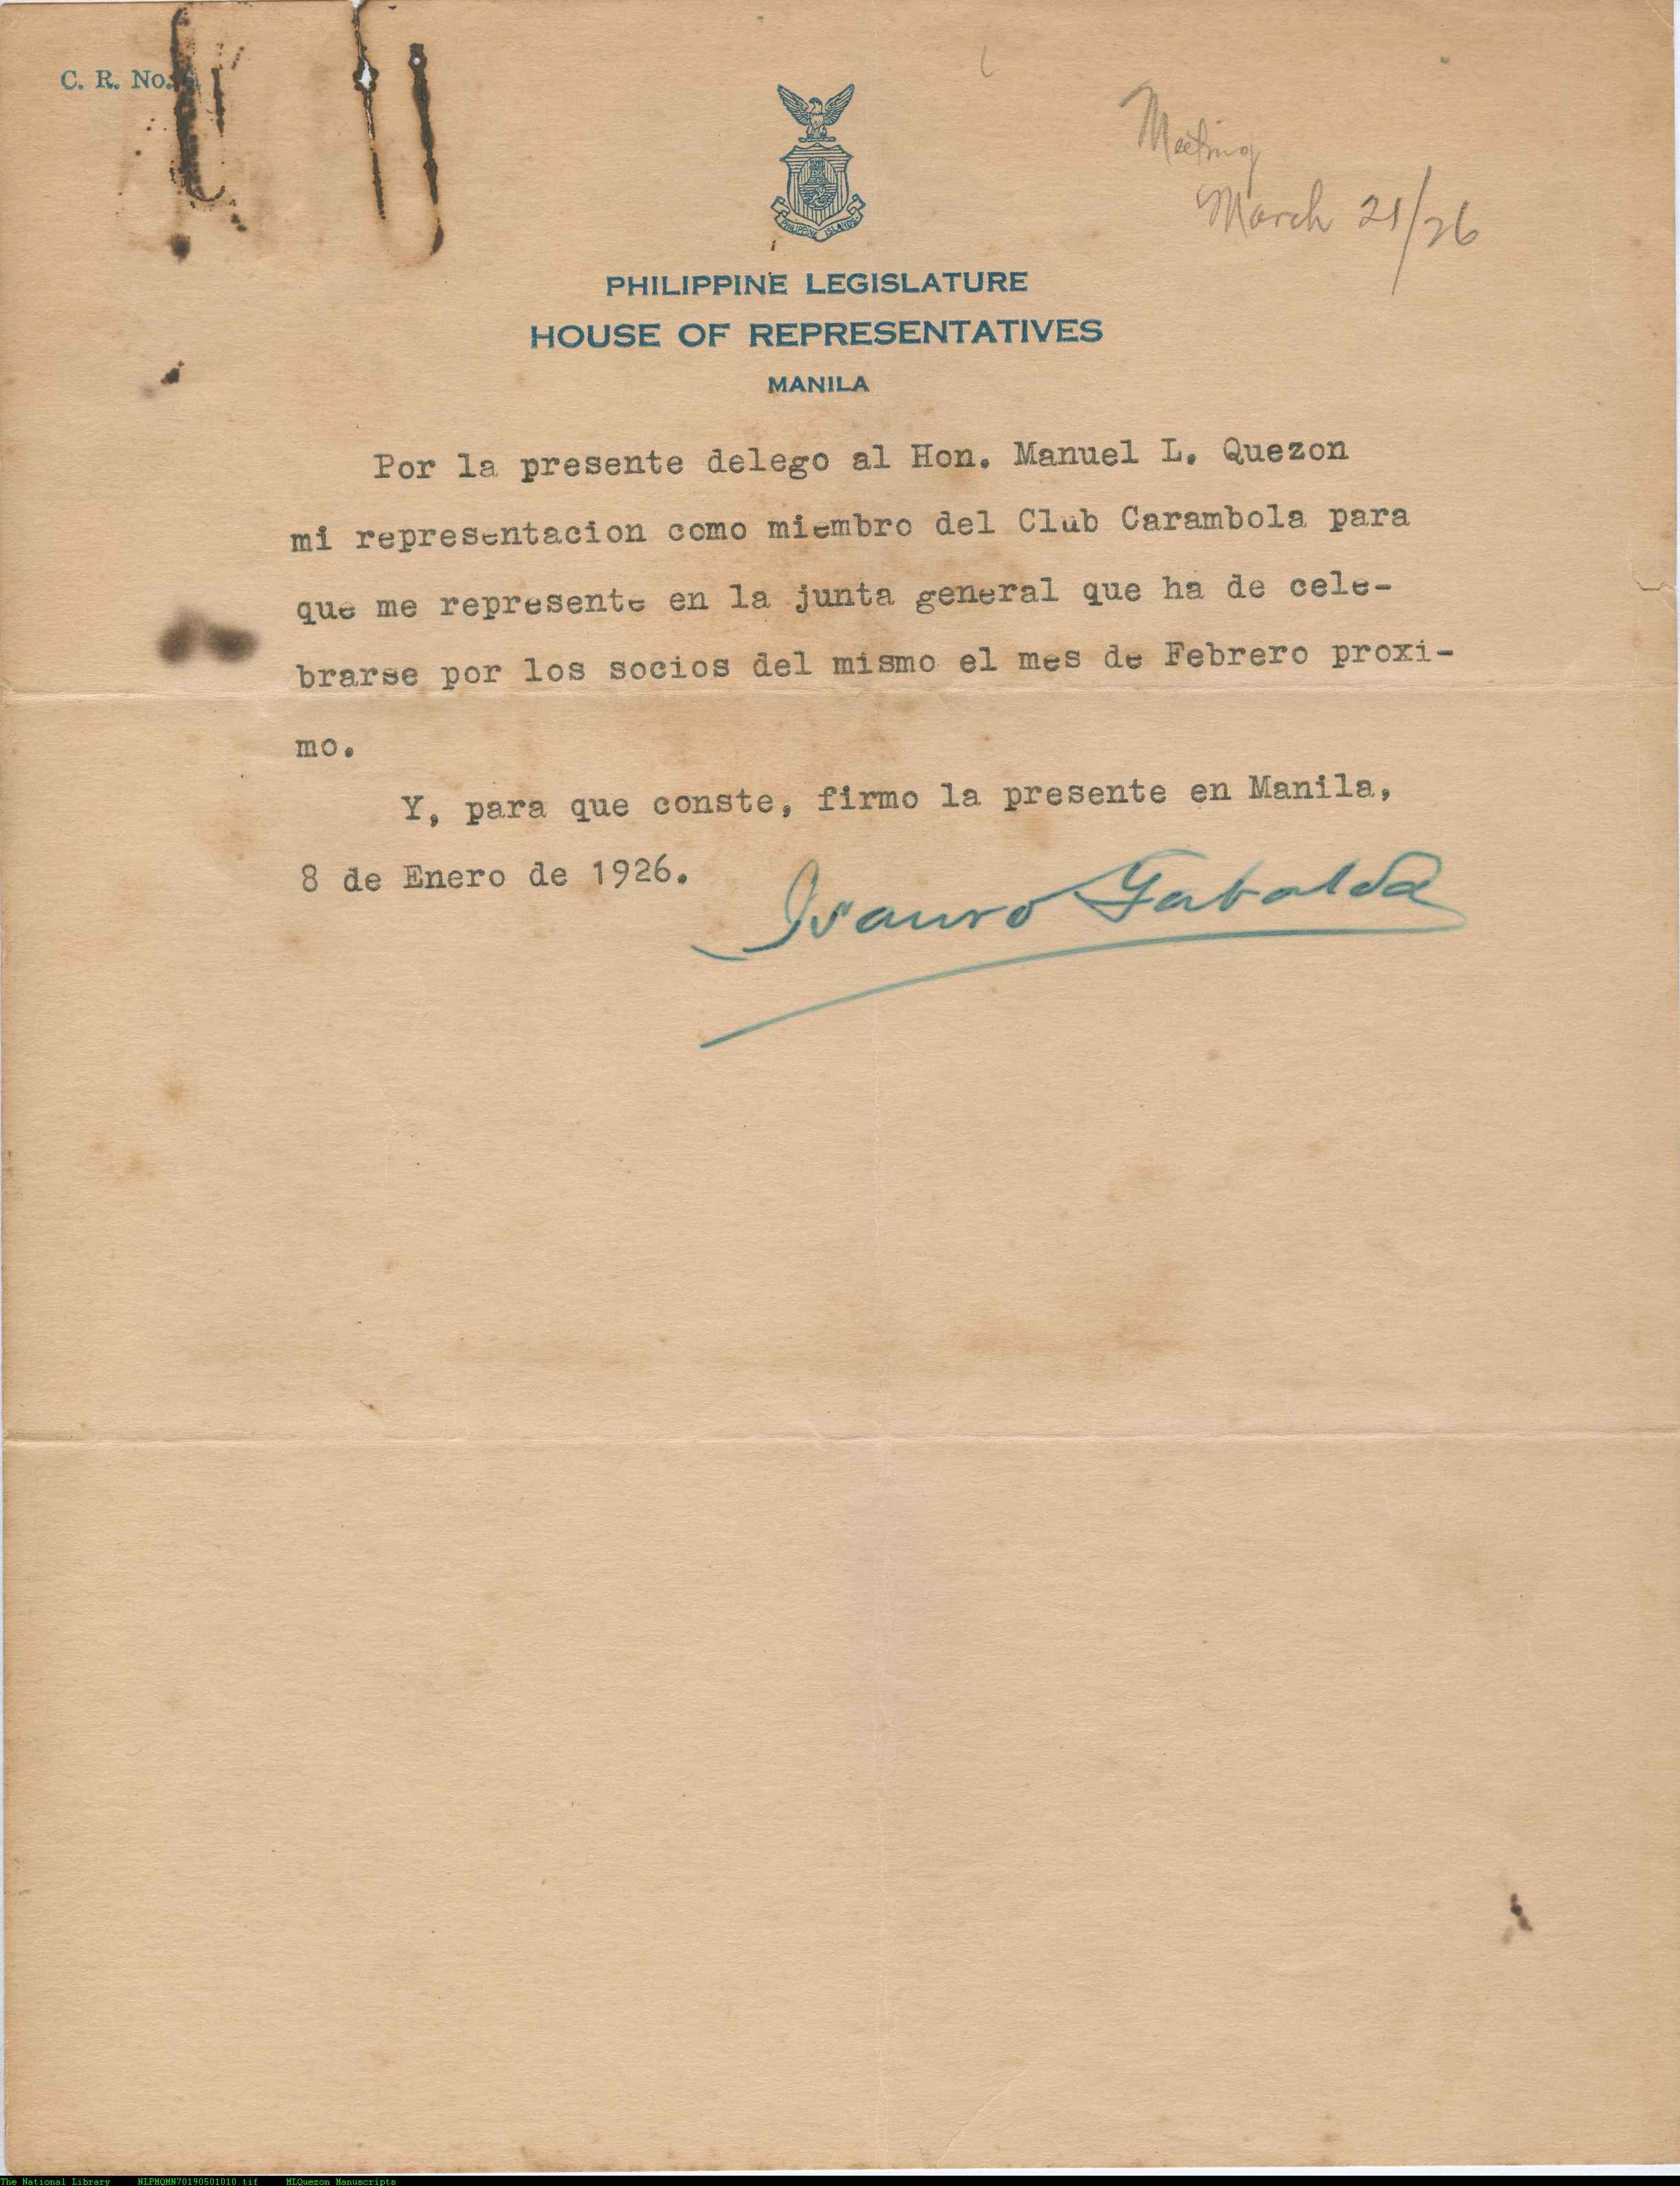 C. R. No.
Meeting
March 21/26
PHILIPPINE ISLANDS
PHILIPPINE LEGISLATURE
HOUSE OF REPRESENTATIVES
MANILA
Por la presente delego al Hon. Manuel L. Quezon
mi representacion como miembro del Club Carambola para
que me represente en la junta general que ha de cele-
brarse por los socios del mismo el mes de Febrero proxi-
mo.
Y, para que conste, firmo la presente en Manila,
8 de Enero de 1926.
Isauro Gabaldon
The National Library NLPMQMN70190501010.tif MLQuezon Manuscripts